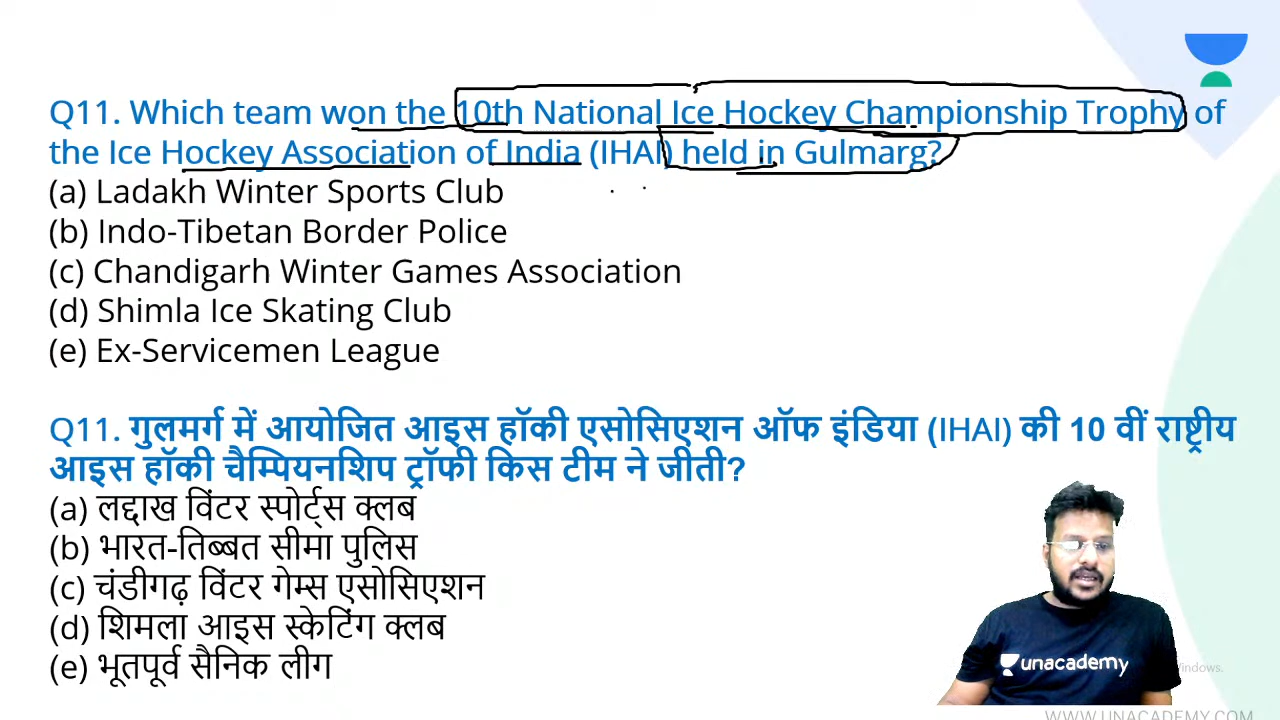 Q11. Which team won the 10th National Ice Hockey Championship Trophy of
the Ice Hockey Association of India (IHAI) held in Gulmarg?
(a) Ladakh Winter Sports Club
(b) Indo-Tibetan Border Police
(c) Chandigarh Winter Games Association
(d) Shimla Ice Skating Club
(e) Ex-Servicemen League
Q11. गुलमर्ग में आयोजित आइस हॉकी एसोसिएशन ऑफ इंडिया (IHAI) की 10 वीं राष्ट्रीय
आइस हॉकी चैम्पियनशिप ट्रॉफी किस टीम ने जीती?
(a) लद्दाख विंटर स्पोर्ट्स क्लब
(b) भारत-तिब्बत सीमा पुलिस
(c) चंडीगढ़ विंटर गेम्स एसोसिएशन
(d) शिमला आइस स्केटिंग क्लब
(e) भूतपूर्व सैनिक लीग
unacademy
Windows.
WWW.UNACADEMY.COM